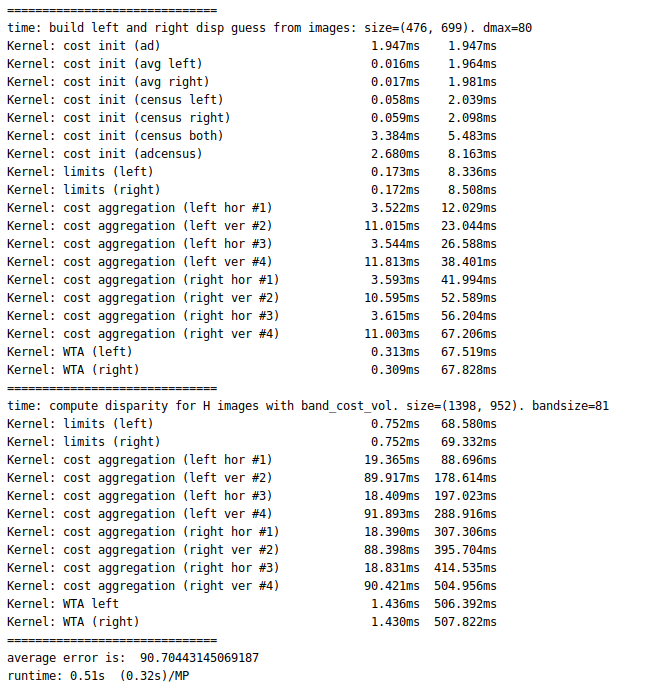 ==============================
time: build left and right disp guess from images: size=(476, 699). dmax=80
Kernel: cost init (ad) 1.947ms 1.947ms
Kernel: cost init (avg left) 0.016ms 1.964ms
Kernel: cost init (avg right) 0.017ms 1.981ms
Kernel: cost init (census left) 0.058ms 2.039ms
Kernel: cost init (census right) 0.059ms 2.098ms
Kernel: cost init (census both) 3.384ms 5.483ms
Kernel: cost init (adcensus) 2.680ms 8.163ms
Kernel: limits (left) 0.173ms 8.336ms
Kernel: limits (right) 0.172ms 8.508ms
Kernel: cost aggregation (left hor #1) 3.522ms 12.029ms
Kernel: cost aggregation (left ver #2) 11.015ms 23.044ms
Kernel: cost aggregation (left hor #3) 3.544ms 26.588ms
Kernel: cost aggregation (left ver #4) 11.813ms 38.401ms
Kernel: cost aggregation (right hor #1) 3.593ms 41.994ms
Kernel: cost aggregation (right ver #2) 10.595ms 52.589ms
Kernel: cost aggregation (right hor #3) 3.615ms 56.204ms
Kernel: cost aggregation (right ver #4) 11.003ms 67.206ms
Kernel: WTA (left) 0.313ms 67.519ms
Kernel: WTA (right) 0.309ms 67.828ms
==============================
time: compute disparity for H images with band_cost_vol. size=(1398, 952). bandsize=81
Kernel: limits (left) 0.752ms 68.580ms
Kernel: limits (right) 0.752ms 69.332ms
Kernel: cost aggregation (left hor #1) 19.365ms 88.696ms
Kernel: cost aggregation (left ver #2) 89.917ms 178.614ms
Kernel: cost aggregation (left hor #3) 18.409ms 197.023ms
Kernel: cost aggregation (left ver #4) 91.893ms 288.916ms
Kernel: cost aggregation (right hor #1) 18.390ms 307.306ms
Kernel: cost aggregation (right ver #2) 88.398ms 395.704ms
Kernel: cost aggregation (right hor #3) 18.831ms 414.535ms
Kernel: cost aggregation (right ver #4) 90.421ms 504.956ms
Kernel: WTA left 1.436ms 506.392ms
Kernel: WTA (right) 1.430ms 507.822ms
==============================
average error is:  90.70443145069187
runtime: 0.51s  (0.32s)/MP